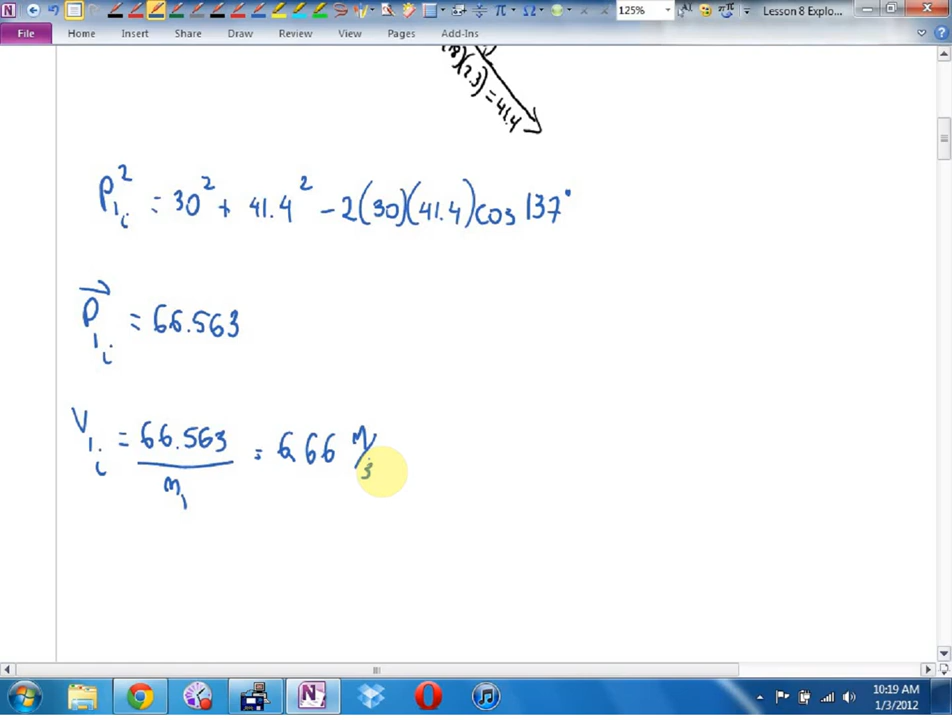 125%
Lesson 8 Explo...
File Home Insert Share Draw Review View Pages Add-Ins
)(2.3) = 41.4
P₁ᵢ² = 30² + 41.4² - 2(30)(41.4)cos 137°
P⃗₁ᵢ = 66.563
V₁ᵢ = 66.563 / m₁ = 6.66 m/s
10:19 AM
1/3/2012